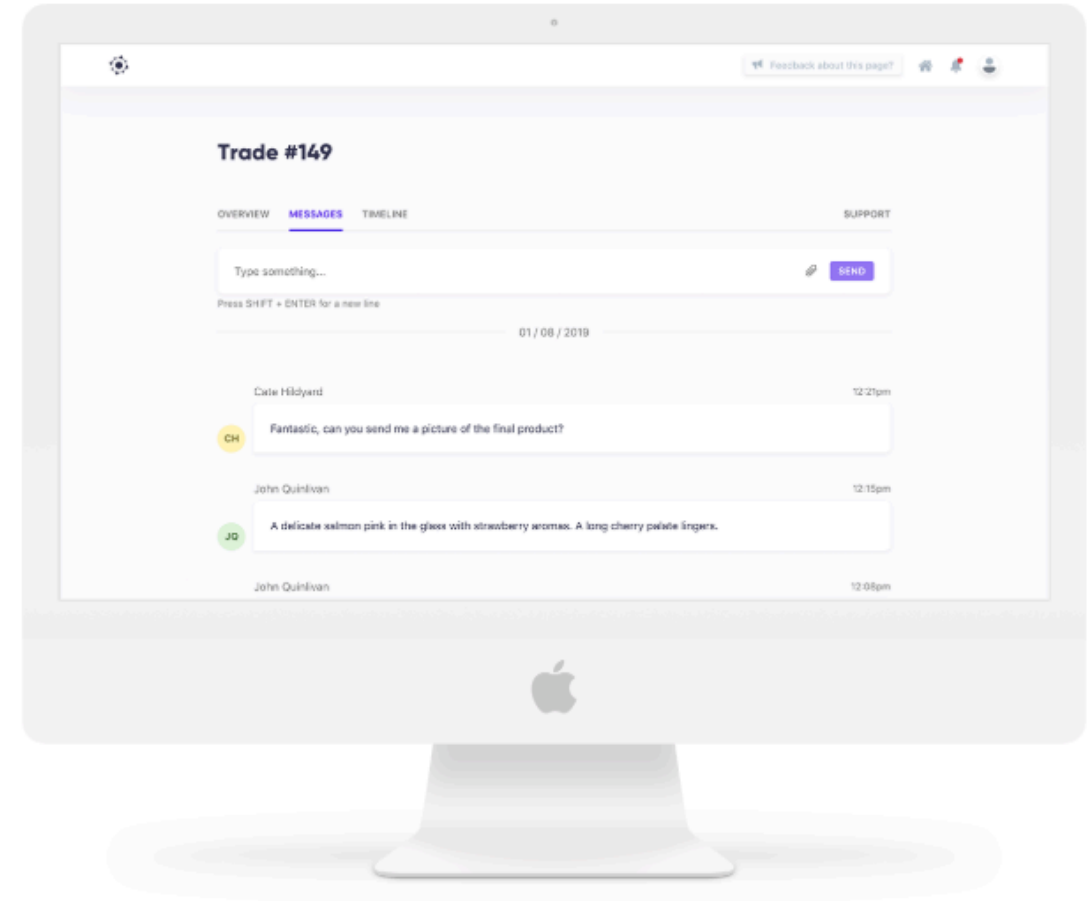 Feedback about this page?
Trade #149
OVERVIEW MESSAGES TIMELINE SUPPORT
Type something... SEND
Press SHIFT + ENTER for a new line
01 / 08 / 2019
Cate Hildyard 12:21pm
CH Fantastic, can you send me a picture of the final product?
John Quinlivan 12:15pm
JQ A delicate salmon pink in the glass with strawberry aromas. A long cherry palate lingers.
John Quinlivan 12:08pm